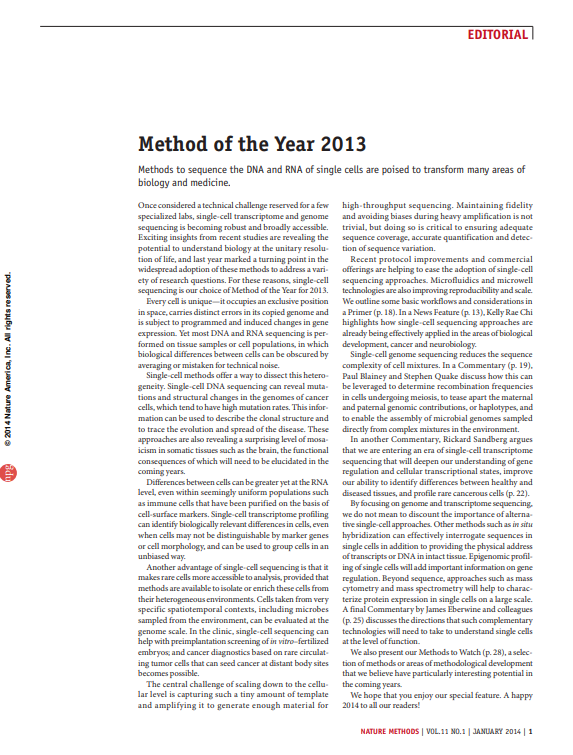 EDITORIAL
Method of the Year 2013
Methods to sequence the DNA and RNA of single cells are poised to transform many areas of
biology and medicine.
Once considered a technical challenge reserved for a few
specialized labs, single-cell transcriptome and genome
sequencing is becoming robust and broadly accessible.
Exciting insights from recent studies are revealing the
potential to understand biology at the unitary resolu-
tion of life, and last year marked a turning point in the
widespread adoption of these methods to address a vari-
ety of research questions. For these reasons, single-cell
sequencing is our choice of Method of the Year for 2013.
Every cell is unique—it occupies an exclusive position
in space, carries distinct errors in its copied genome and
is subject to programmed and induced changes in gene
expression. Yet most DNA and RNA sequencing is per-
formed on tissue samples or cell populations, in which
biological differences between cells can be obscured by
averaging or mistaken for technical noise.
Single-cell methods offer a way to dissect this hetero-
geneity. Single-cell DNA sequencing can reveal muta-
tions and structural changes in the genomes of cancer
cells, which tend to have high mutation rates. This infor-
mation can be used to describe the clonal structure and
to trace the evolution and spread of the disease. These
approaches are also revealing a surprising level of mosa-
icism in somatic tissues such as the brain, the functional
consequences of which will need to be elucidated in the
coming years.
Differences between cells can be greater yet at the RNA
level, even within seemingly uniform populations such
as immune cells that have been purified on the basis of
cell-surface markers. Single-cell transcriptome profiling
can identify biologically relevant differences in cells, even
when cells may not be distinguishable by marker genes
or cell morphology, and can be used to group cells in an
unbiased way.
Another advantage of single-cell sequencing is that it
makes rare cells more accessible to analysis, provided that
methods are available to isolate or enrich these cells from
their heterogeneous environments. Cells taken from very
specific spatiotemporal contexts, including microbes
sampled from the environment, can be evaluated at the
genome scale. In the clinic, single-cell sequencing can
help with preimplantation screening of in vitro–fertilized
embryos; and cancer diagnostics based on rare circulat-
ing tumor cells that can seed cancer at distant body sites
becomes possible.
The central challenge of scaling down to the cellu-
lar level is capturing such a tiny amount of template
and amplifying it to generate enough material for
high-throughput sequencing. Maintaining fidelity
and avoiding biases during heavy amplification is not
trivial, but doing so is critical to ensuring adequate
sequence coverage, accurate quantification and detec-
tion of sequence variation.
Recent protocol improvements and commercial
offerings are helping to ease the adoption of single-cell
sequencing approaches. Microfluidics and microwell
technologies are also improving reproducibility and scale.
We outline some basic workflows and considerations in
a Primer (p. 18). In a News Feature (p. 13), Kelly Rae Chi
highlights how single-cell sequencing approaches are
already being effectively applied in the areas of biological
development, cancer and neurobiology.
Single-cell genome sequencing reduces the sequence
complexity of cell mixtures. In a Commentary (p. 19),
Paul Blainey and Stephen Quake discuss how this can
be leveraged to determine recombination frequencies
in cells undergoing meiosis, to tease apart the maternal
and paternal genomic contributions, or haplotypes, and
to enable the assembly of microbial genomes sampled
directly from complex mixtures in the environment.
In another Commentary, Rickard Sandberg argues
that we are entering an era of single-cell transcriptome
sequencing that will deepen our understanding of gene
regulation and cellular transcriptional states, improve
our ability to identify differences between healthy and
diseased tissues, and profile rare cancerous cells (p. 22).
By focusing on genome and transcriptome sequencing,
we do not mean to discount the importance of alterna-
tive single-cell approaches. Other methods such as in situ
hybridization can effectively interrogate sequences in
single cells in addition to providing the physical address
of transcripts or DNA in intact tissue. Epigenomic profil-
ing of single cells will add important information on gene
regulation. Beyond sequence, approaches such as mass
cytometry and mass spectrometry will help to charac-
terize protein expression in single cells on a large scale.
A final Commentary by James Eberwine and colleagues
(p. 25) discusses the directions that such complementary
technologies will need to take to understand single cells
at the level of function.
We also present our Methods to Watch (p. 28), a selec-
tion of methods or areas of methodological development
that we believe have particularly interesting potential in
the coming years.
We hope that you enjoy our special feature. A happy
2014 to all our readers!
© 2014 Nature America, Inc. All rights reserved.
npg
NATURE METHODS | VOL.11 NO.1 | JANUARY 2014 | 1